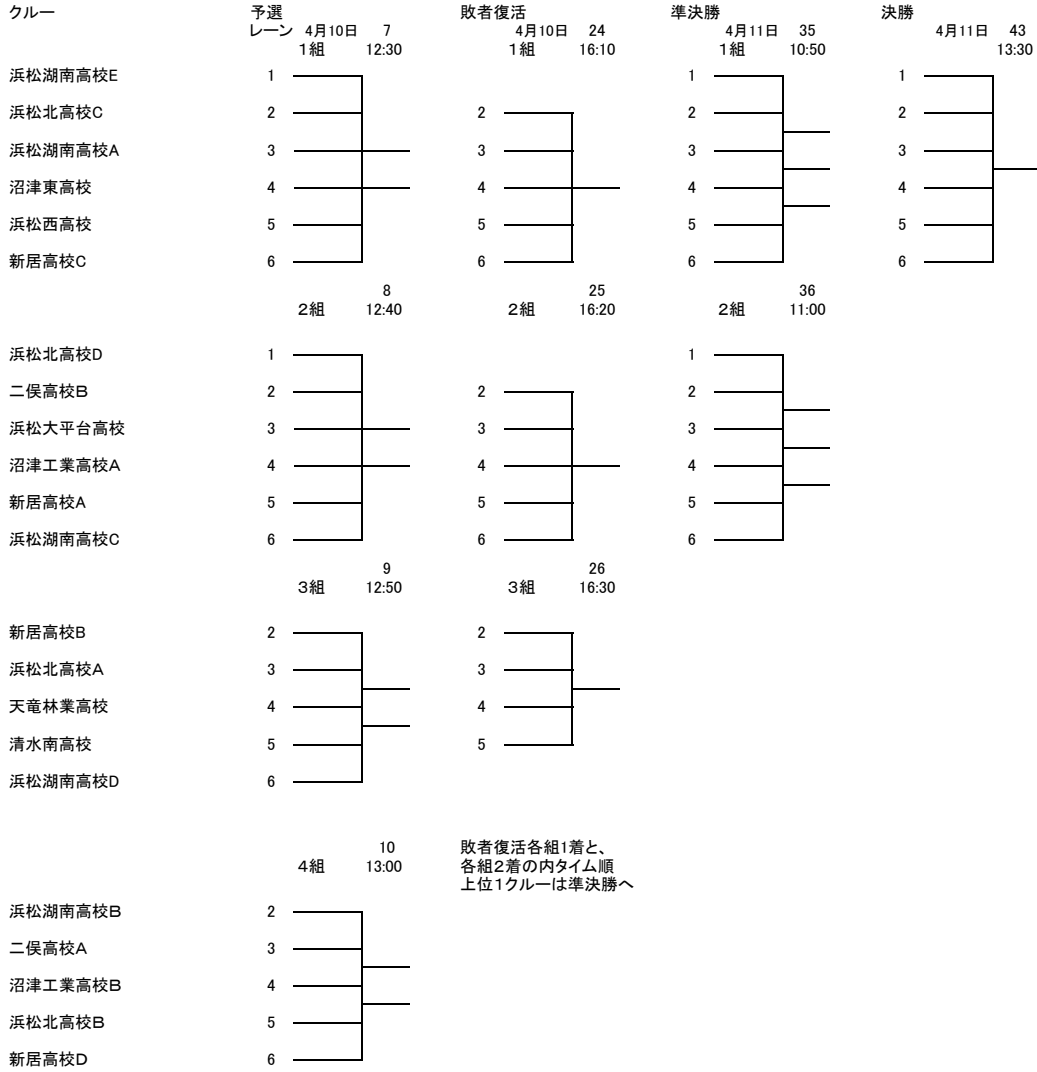 クルー 予選 敗者復活 準決勝 決勝
レーン 4月10日 7 4月10日 24 4月11日 35 4月11日 43
1組 12:30 1組 16:10 1組 10:50 13:30
浜松湖南高校E 1 1 1
浜松北高校C 2 2 2 2
浜松湖南高校A 3 3 3 3
沼津東高校 4 4 4 4
浜松西高校 5 5 5 5
新居高校C 6 6 6 6
8 25 36
2組 12:40 2組 16:20 2組 11:00
浜松北高校D 1 1
二俣高校B 2 2 2
浜松大平台高校 3 3 3
沼津工業高校A 4 4 4
新居高校A 5 5 5
浜松湖南高校C 6 6 6
9 26
3組 12:50 3組 16:30
新居高校B 2 2
浜松北高校A 3 3
天竜林業高校 4 4
清水南高校 5 5
浜松湖南高校D 6
10 敗者復活各組1着と、
4組 13:00 各組2着の内タイム順
上位1クルーは準決勝へ
浜松湖南高校B 2
二俣高校A 3
沼津工業高校B 4
浜松北高校B 5
新居高校D 6